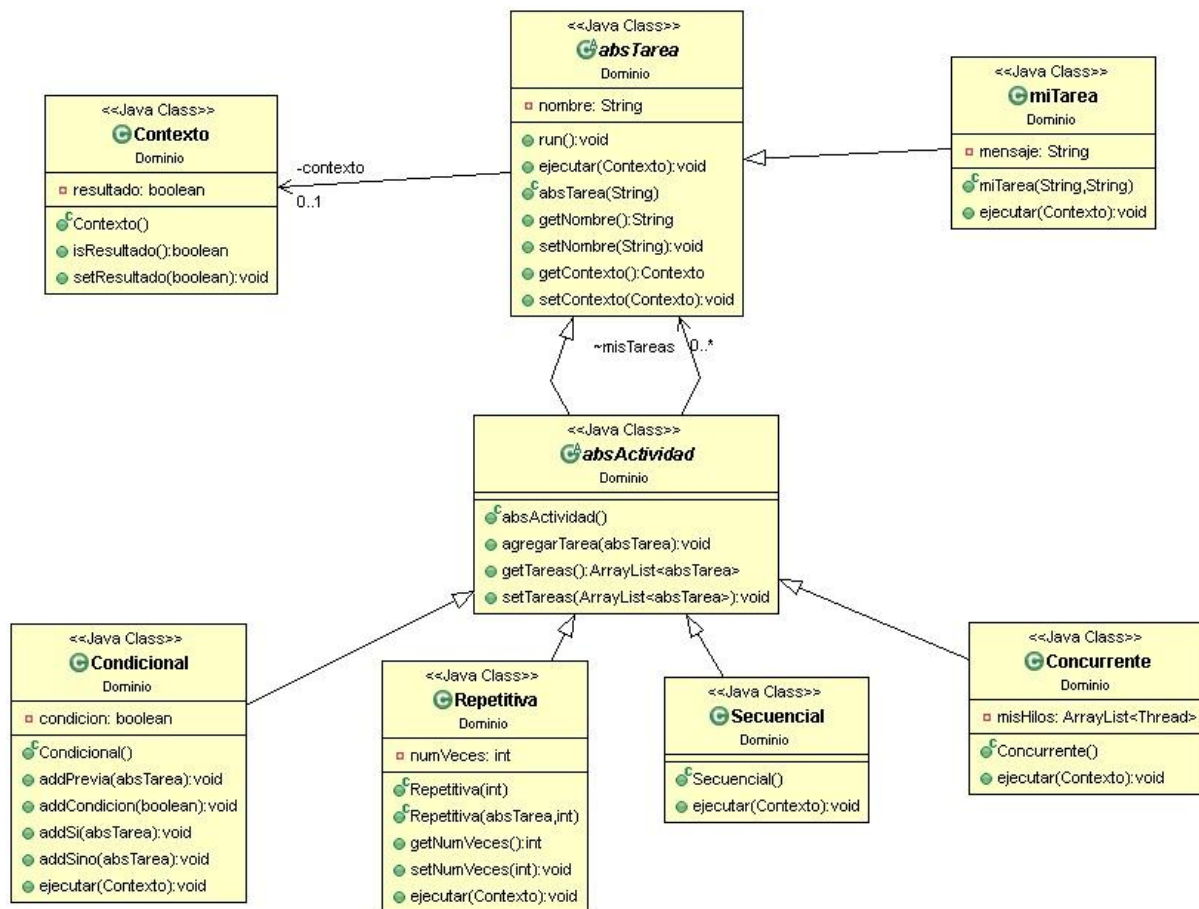 <<Java Class>>
absTarea
Dominio
nombre: String
run():void
ejecutar(Contexto):void
absTarea(String)
getNombre():String
setNombre(String):void
getContexto():Contexto
setContexto(Contexto):void
<<Java Class>>
miTarea
Dominio
mensaje: String
miTarea(String,String)
ejecutar(Contexto):void
<<Java Class>>
Contexto
Dominio
resultado: boolean
Contexto()
isResultado():boolean
setResultado(boolean):void
-contexto
0..1
~misTareas 0..*
<<Java Class>>
absActividad
Dominio
absActividad()
agregarTarea(absTarea):void
getTareas():ArrayList<absTarea>
setTareas(ArrayList<absTarea>):void
<<Java Class>>
Condicional
Dominio
condicion: boolean
Condicional()
addPrevia(absTarea):void
addCondicion(boolean):void
addSi(absTarea):void
addSino(absTarea):void
ejecutar(Contexto):void
<<Java Class>>
Repetitiva
Dominio
numVeces: int
Repetitiva(int)
Repetitiva(absTarea,int)
getNumVeces():int
setNumVeces(int):void
ejecutar(Contexto):void
<<Java Class>>
Secuencial
Dominio
Secuencial()
ejecutar(Contexto):void
<<Java Class>>
Concurrente
Dominio
misHilos: ArrayList<Thread>
Concurrente()
ejecutar(Contexto):void